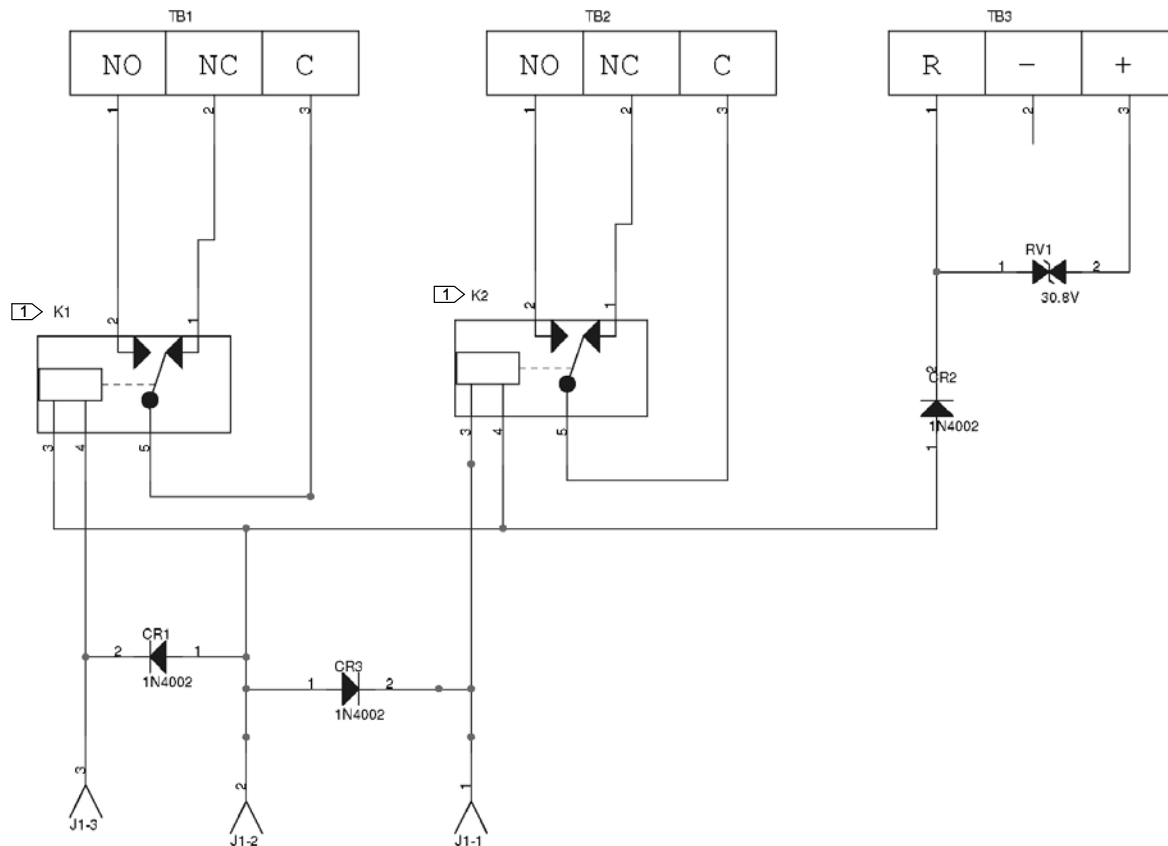 TB1 TB2 TB3
NO NC C NO NC C R - +
1 2 3 1 2 3 1 2 3
RV1
1 2
30.8V
1 K1 2 1
1 K2 2 1
2
CR2
1N4002
1
3 4 5
3 4 5
CR1
2 1
1N4002
CR3
1 2
1N4002
3 2 1
J1-3 J1-2 J1-1